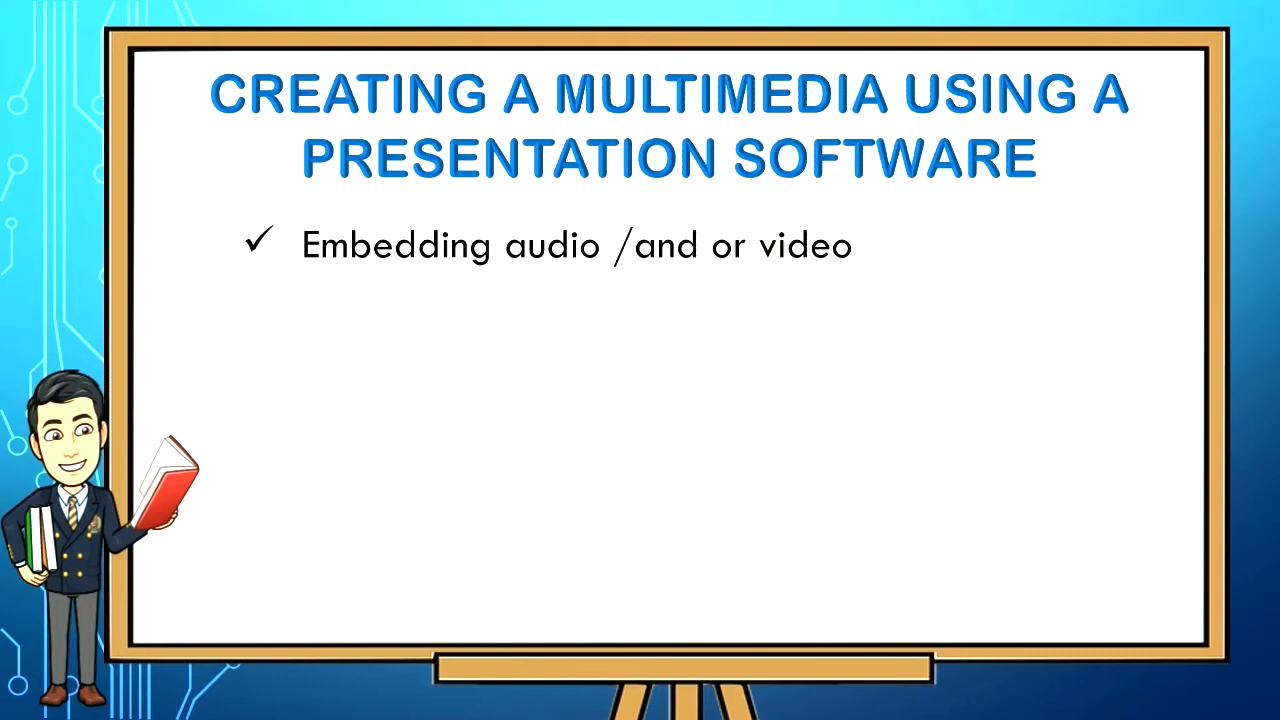 CREATING A MULTIMEDIA USING A
PRESENTATION SOFTWARE
✓ Embedding audio /and or video